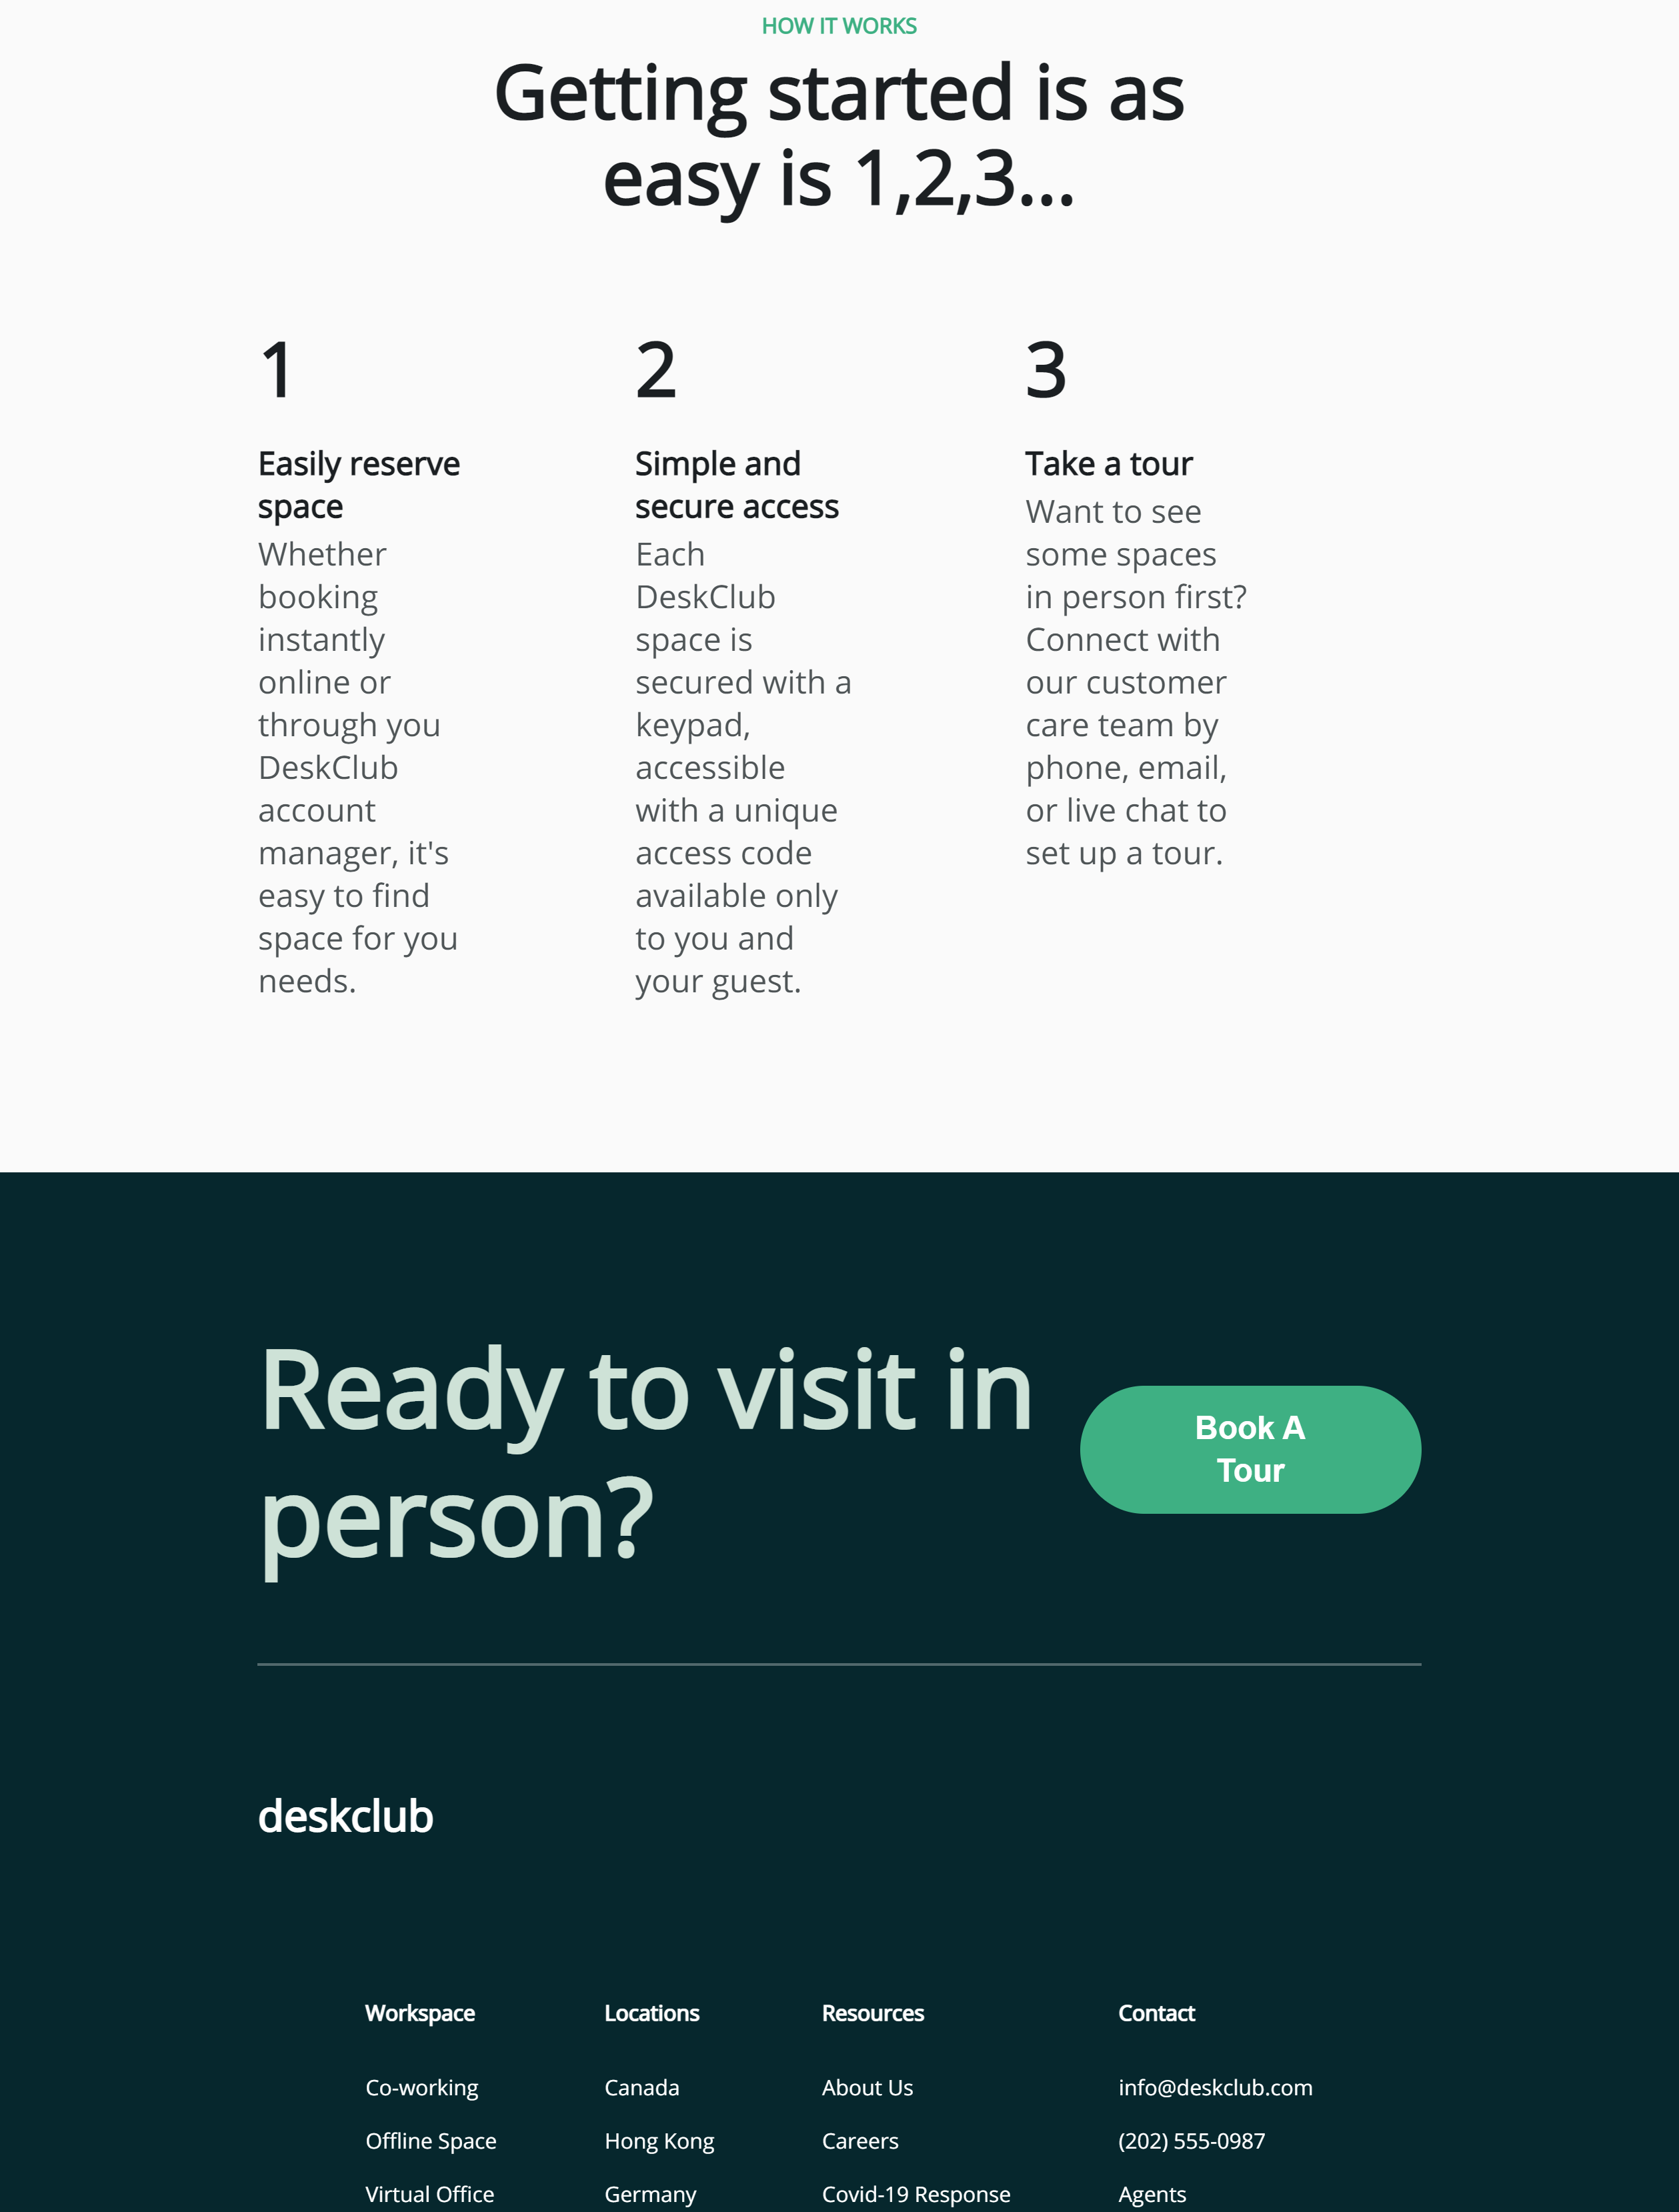 HOW IT WORKS
Getting started is as
easy is 1,2,3...
1
Easily reserve
space
Whether
booking
instantly
online or
through you
DeskClub
account
manager, it's
easy to find
space for you
needs.
2
Simple and
secure access
Each
DeskClub
space is
secured with a
keypad,
accessible
with a unique
access code
available only
to you and
your guest.
3
Take a tour
Want to see
some spaces
in person first?
Connect with
our customer
care team by
phone, email,
or live chat to
set up a tour.
Ready to visit in
person?
Book A
Tour
deskclub
Workspace
Co-working
Offline Space
Virtual Office
Locations
Canada
Hong Kong
Germany
Resources
About Us
Careers
Covid-19 Response
Contact
info@deskclub.com
(202) 555-0987
Agents